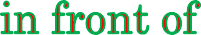 in front of